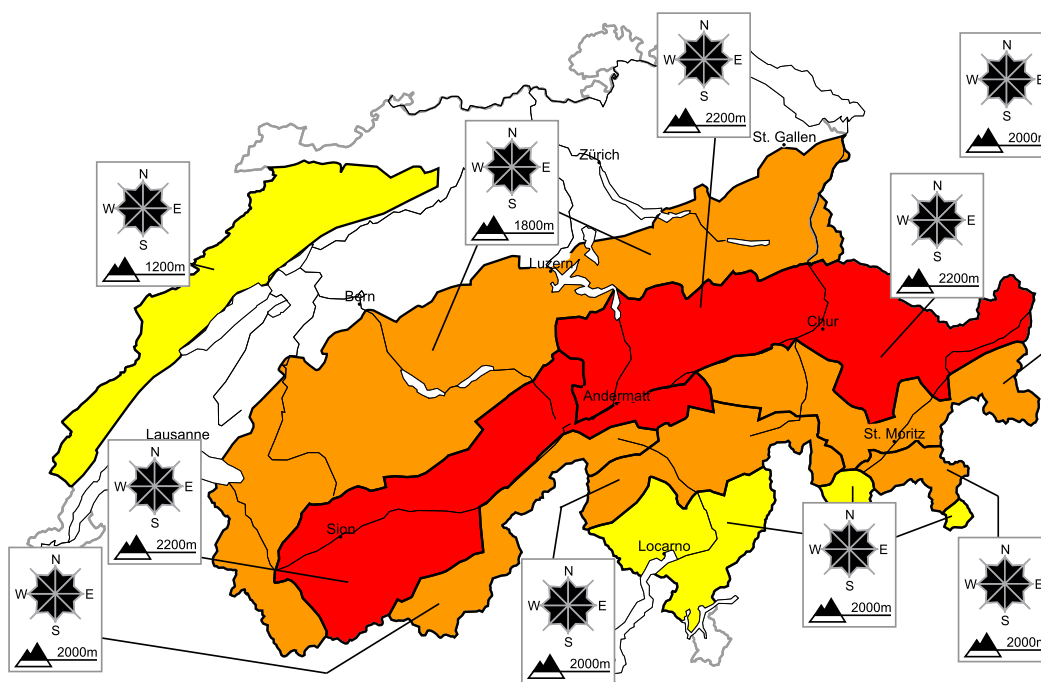 N
W E
S
2200m
N
W E
S
2000m
N
W E
S
1800m
St. Gallen
Zürich
N
W E
S
1200m
N
W E
S
2200m
Luzern
Bern
Chur
Andermatt
Lausanne
St. Moritz
N
W E
S
2200m
Sion
Locarno
N
W E
S
2000m
N
W E
S
2000m
N
W E
S
2000m
N
W E
S
2000m